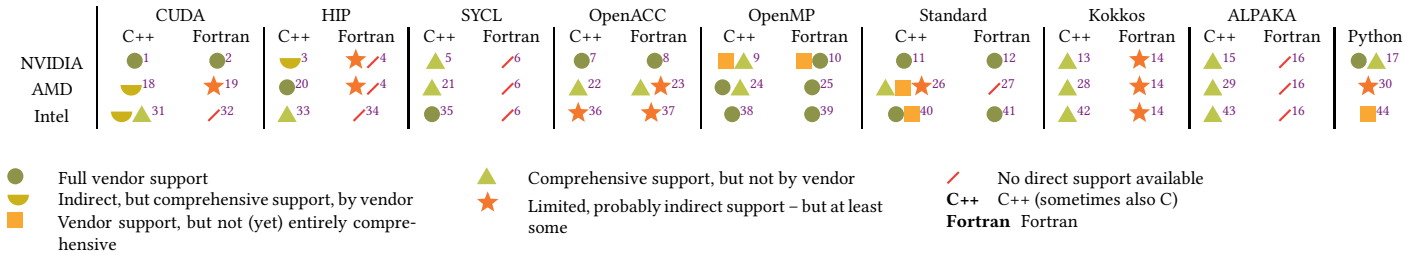 CUDA HIP SYCL OpenACC OpenMP Standard Kokkos ALPAKA
C++ Fortran C++ Fortran C++ Fortran C++ Fortran C++ Fortran C++ Fortran C++ Fortran C++ Fortran Python
NVIDIA 1 2 3 4 5 6 7 8 9 10 11 12 13 14 15 16 17
AMD 18 19 20 4 21 6 22 23 24 25 26 27 28 14 29 16 30
Intel 31 32 33 34 35 6 36 37 38 39 40 41 42 14 43 16 44
Full vendor support
Indirect, but comprehensive support, by vendor
Vendor support, but not (yet) entirely compre-
hensive
Comprehensive support, but not by vendor
Limited, probably indirect support – but at least
some
No direct support available
C++ C++ (sometimes also C)
Fortran Fortran